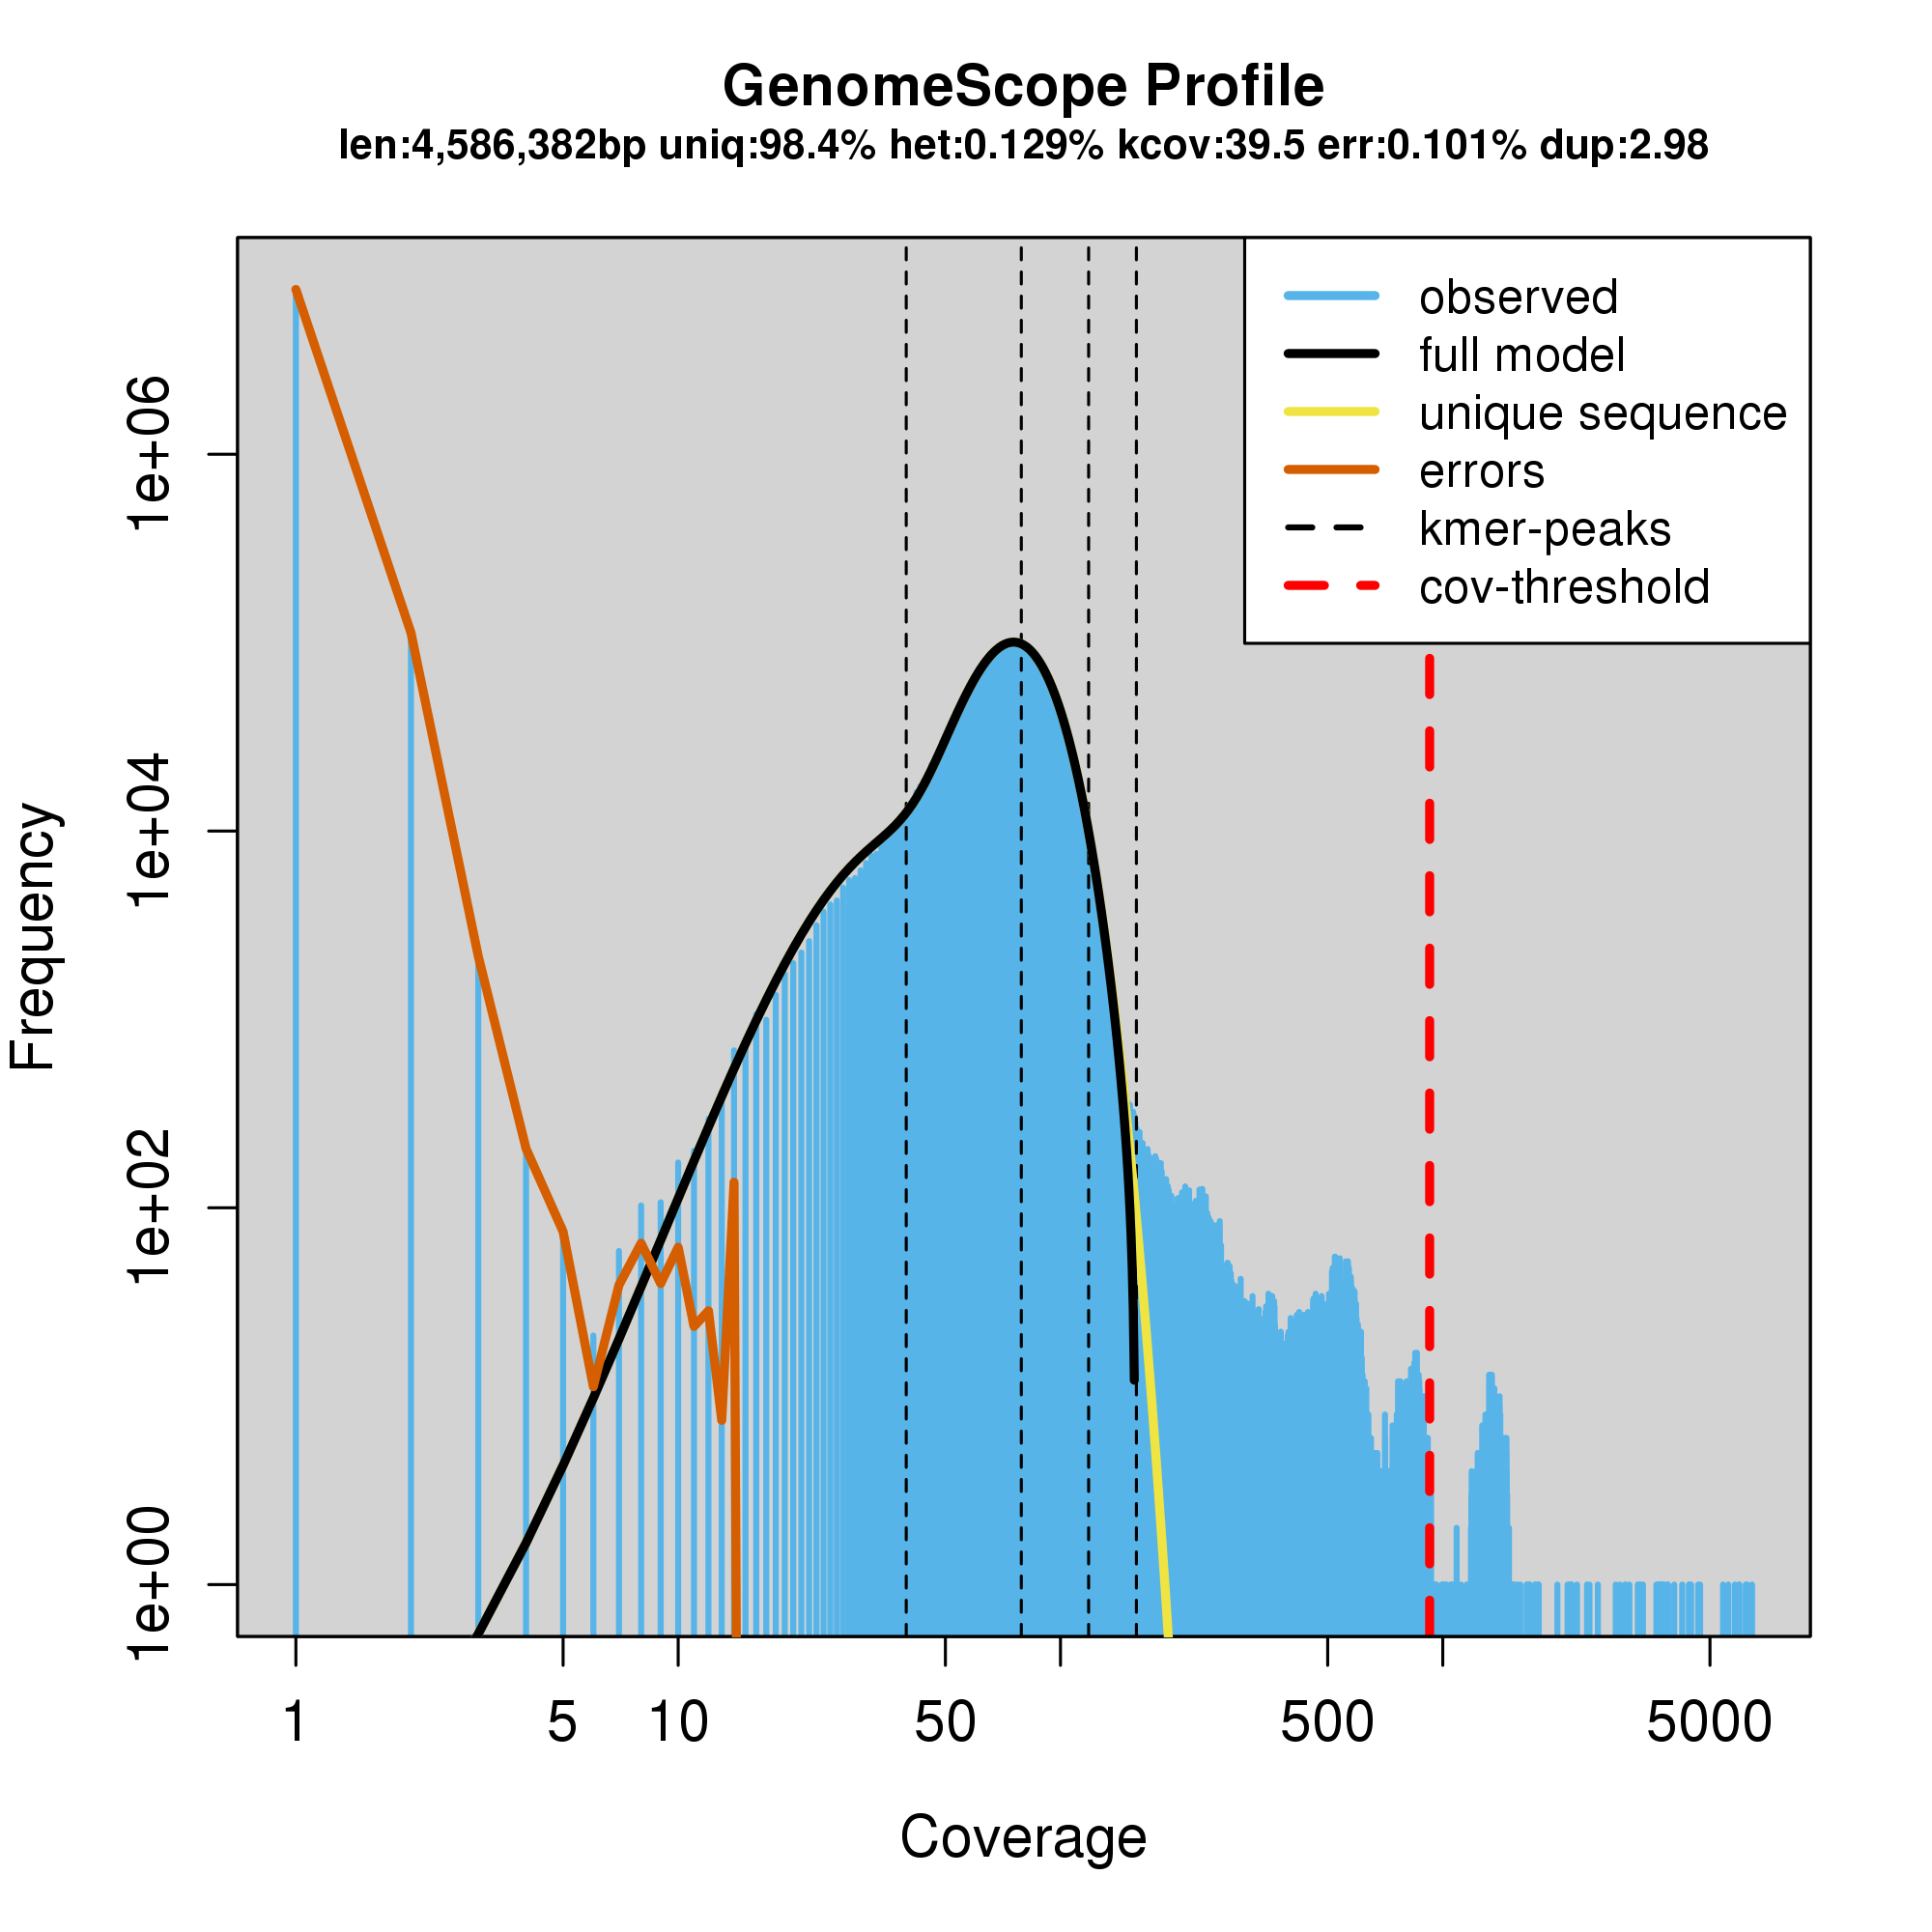 GenomeScope Profile
len:4,586,382bp uniq:98.4% het:0.129% kcov:39.5 err:0.101% dup:2.98
observed
full model
unique sequence
errors
kmer-peaks
cov-threshold
Frequency
1e+06
1e+04
1e+02
1e+00
1 5 10 50 500 5000
Coverage